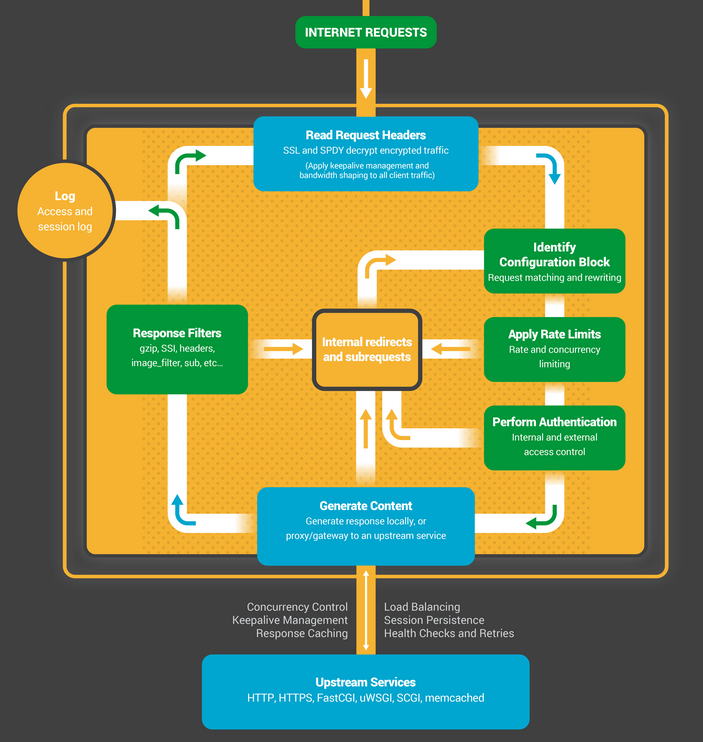 INTERNET REQUESTS
Read Request Headers
SSL and SPDY decrypt encrypted traffic
(Apply keepalive management and
bandwidth shaping to all client traffic)
Log
Access and
session log
Identify
Configuration Block
Request matching and rewriting
Response Filters
gzip, SSI, headers,
image_filter, sub, etc...
Internal redirects
and subrequests
Apply Rate Limits
Rate and concurrency
limiting
Perform Authentication
Internal and external
access control
Generate Content
Generate response locally, or
proxy/gateway to an upstream service
Concurrency Control
Keepalive Management
Response Caching
Load Balancing
Session Persistence
Health Checks and Retries
Upstream Services
HTTP, HTTPS, FastCGI, uWSGI, SCGI, memcached